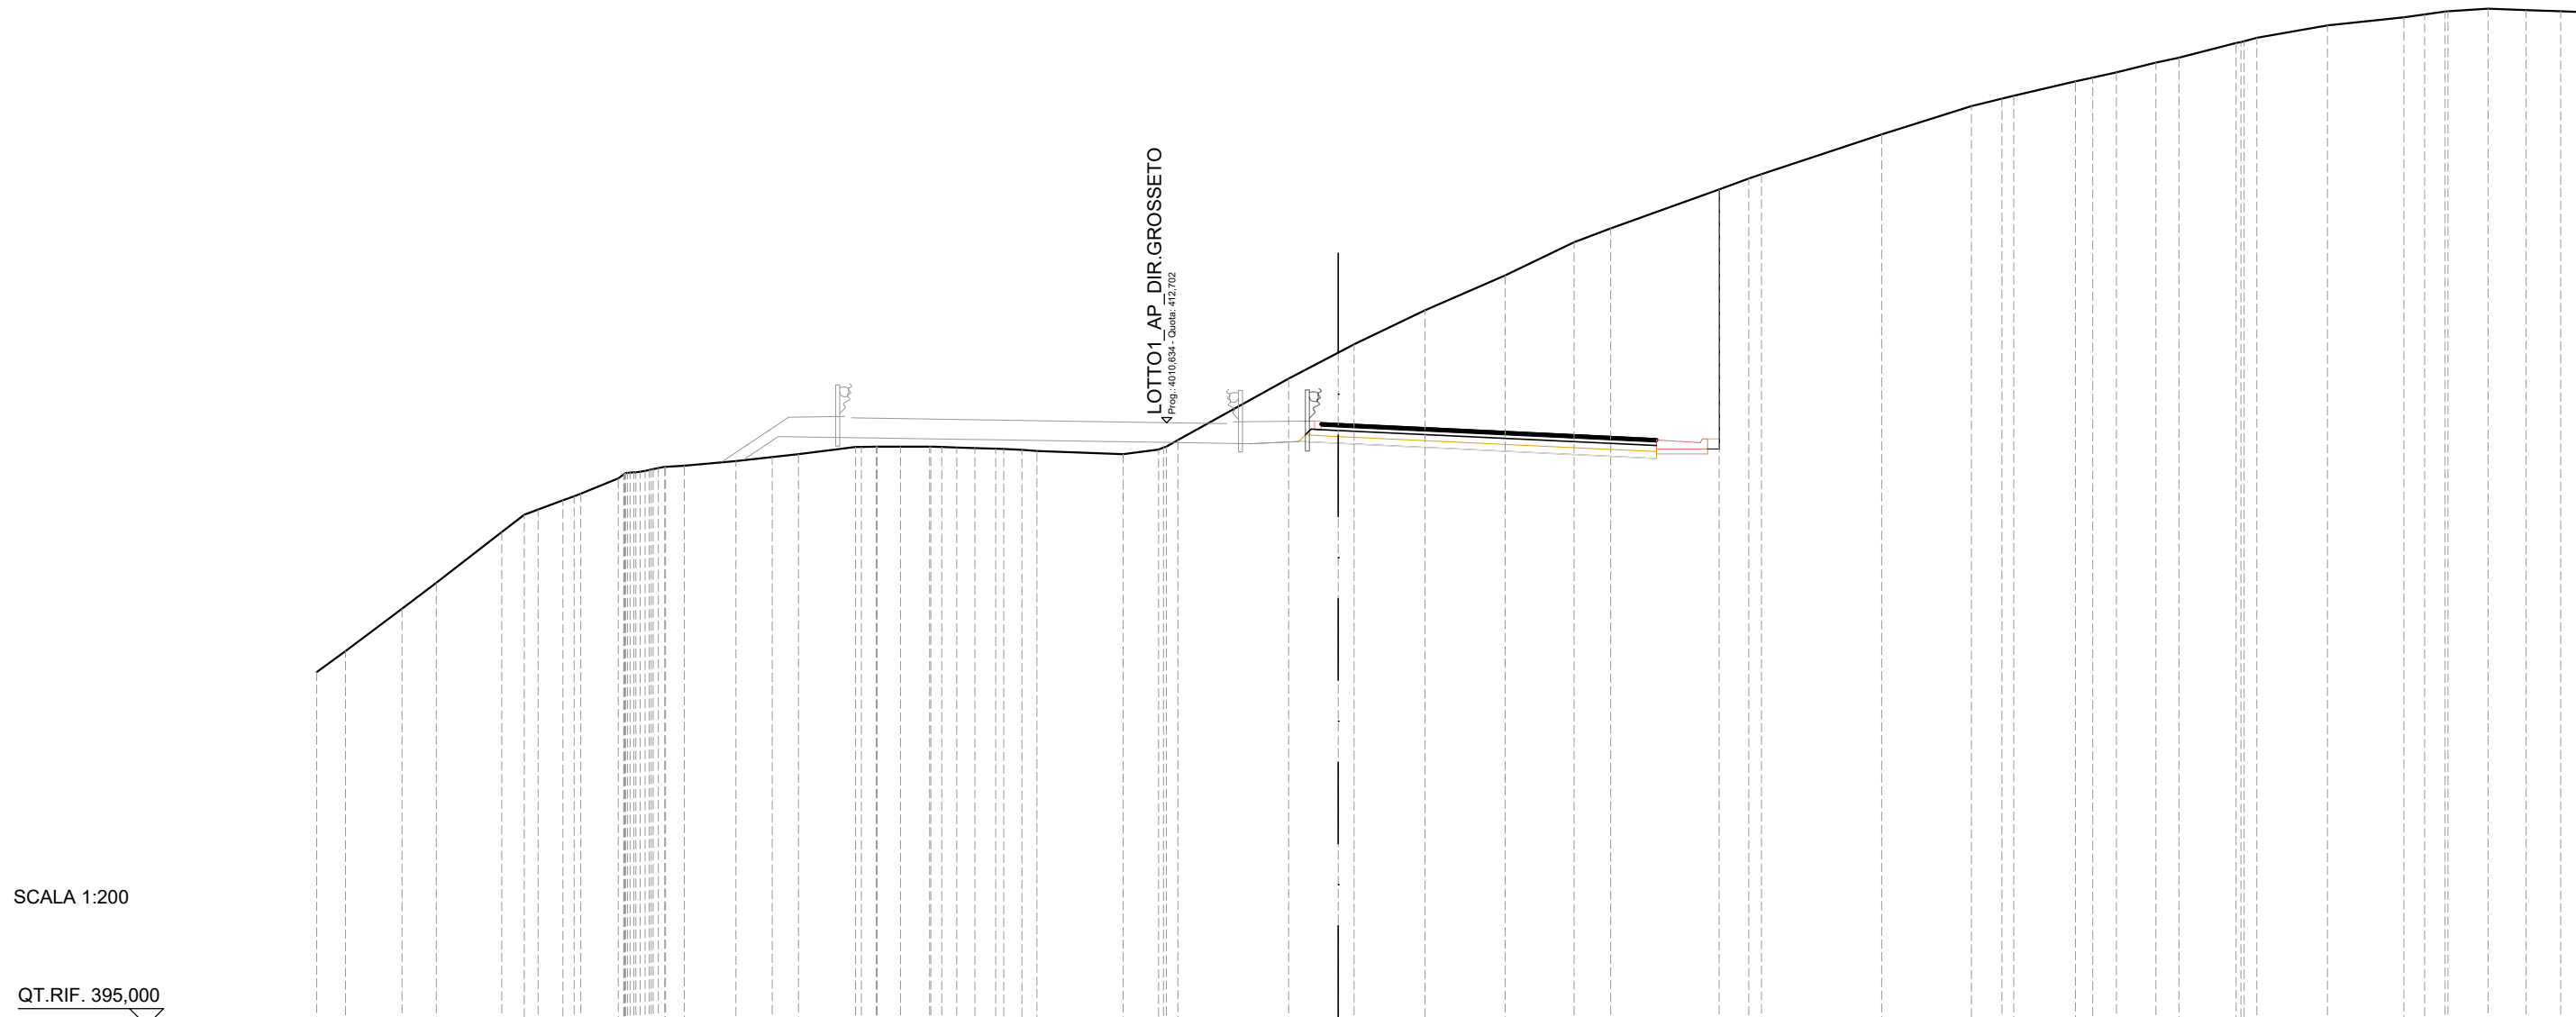 LOTTO1_AP_DIR.GROSSETO
Prog.: 4010,634 - Quota: 412,702
SCALA 1:200
QT.RIF. 395,000